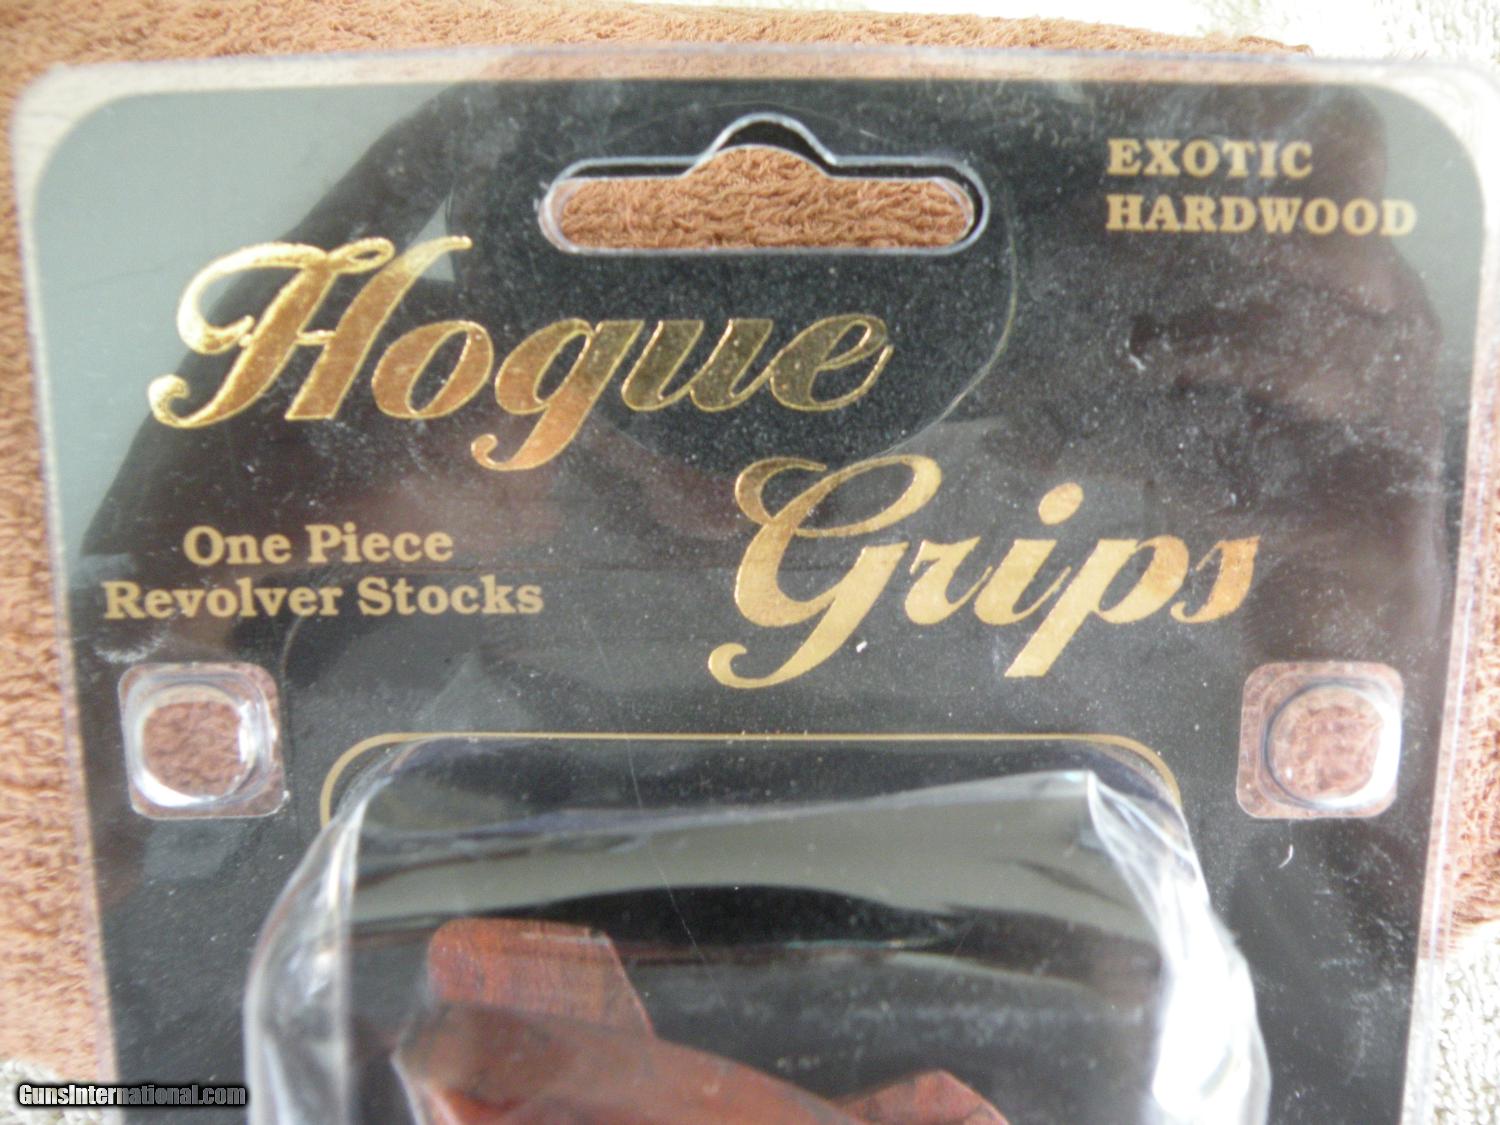 EXOTIC
HARDWOOD
Hogue
Grips
One Piece
Revolver Stocks
GunsInternational.com